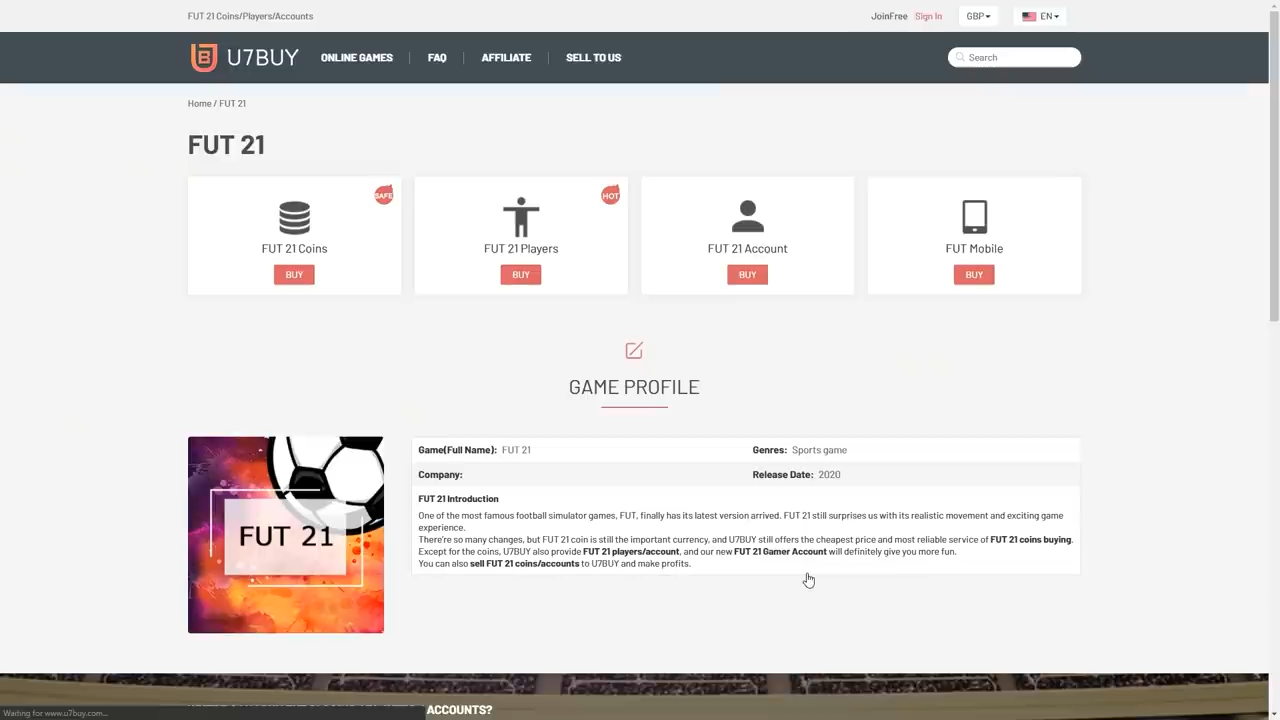 FUT 21 Coins/Players/Accounts
JoinFree Sign In GBP EN
U7BUY ONLINE GAMES FAQ AFFILIATE SELL TO US Search
Home / FUT 21
FUT 21
SAFE HOT
FUT 21 Coins FUT 21 Players FUT 21 Account FUT Mobile
BUY BUY BUY BUY
GAME PROFILE
Game(Full Name): FUT 21 Genres: Sports game
Company: Release Date: 2020
FUT 21 Introduction
One of the most famous football simulator games, FUT, finally has its latest version arrived. FUT 21 still surprises us with its realistic movement and exciting game
experience.
There're so many changes, but FUT 21 coin is still the important currency, and U7BUY still offers the cheapest price and most reliable service of FUT 21 coins buying.
Except for the coins, U7BUY also provide FUT 21 players/account, and our new FUT 21 Gamer Account will definitely give you more fun.
You can also sell FUT 21 coins/accounts to U7BUY and make profits.
FUT 21
ACCOUNTS?
Waiting for www.u7buy.com...